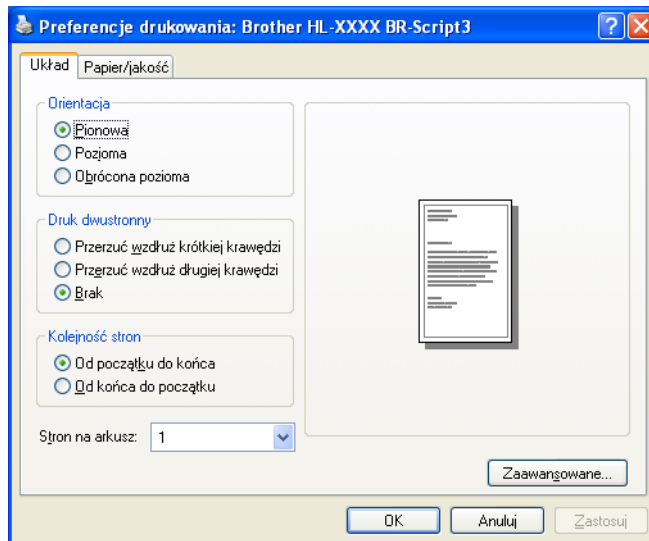 Preferencje drukowania: Brother HL-XXXX BR-Script3
Układ Papier/jakość
Orientacja
Pionowa
Pozioma
Obrócona pozioma
Druk dwustronny
Przerzuć wzdłuż krótkiej krawędzi
Przerzuć wzdłuż długiej krawędzi
Brak
Kolejność stron
Od początku do końca
Od końca do początku
Stron na arkusz: 1
Zaawansowane...
OK Anuluj Zastosuj